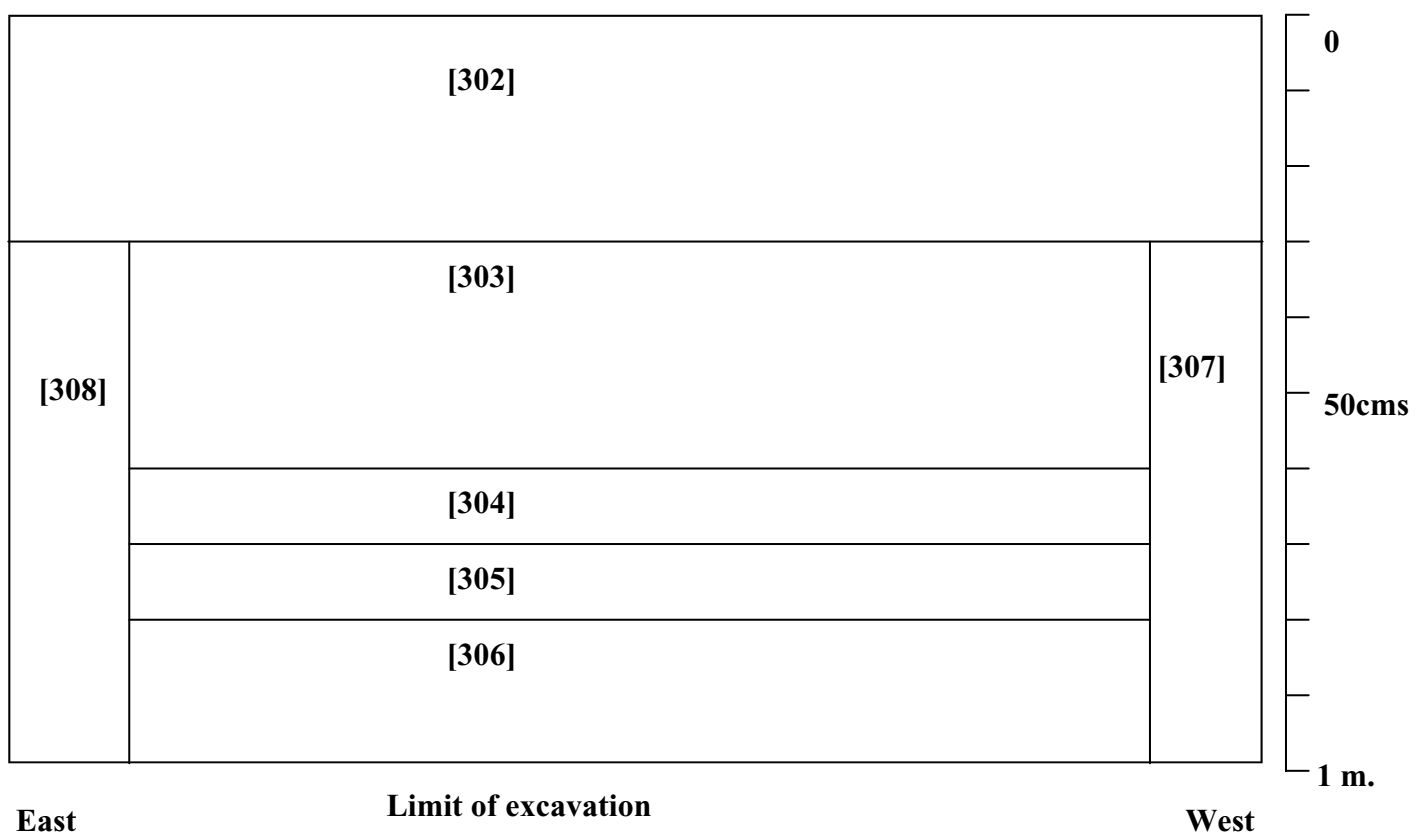 0
[302]
[303]
[307]
[308]
50cms
[304]
[305]
[306]
1 m.
Limit of excavation
East
West